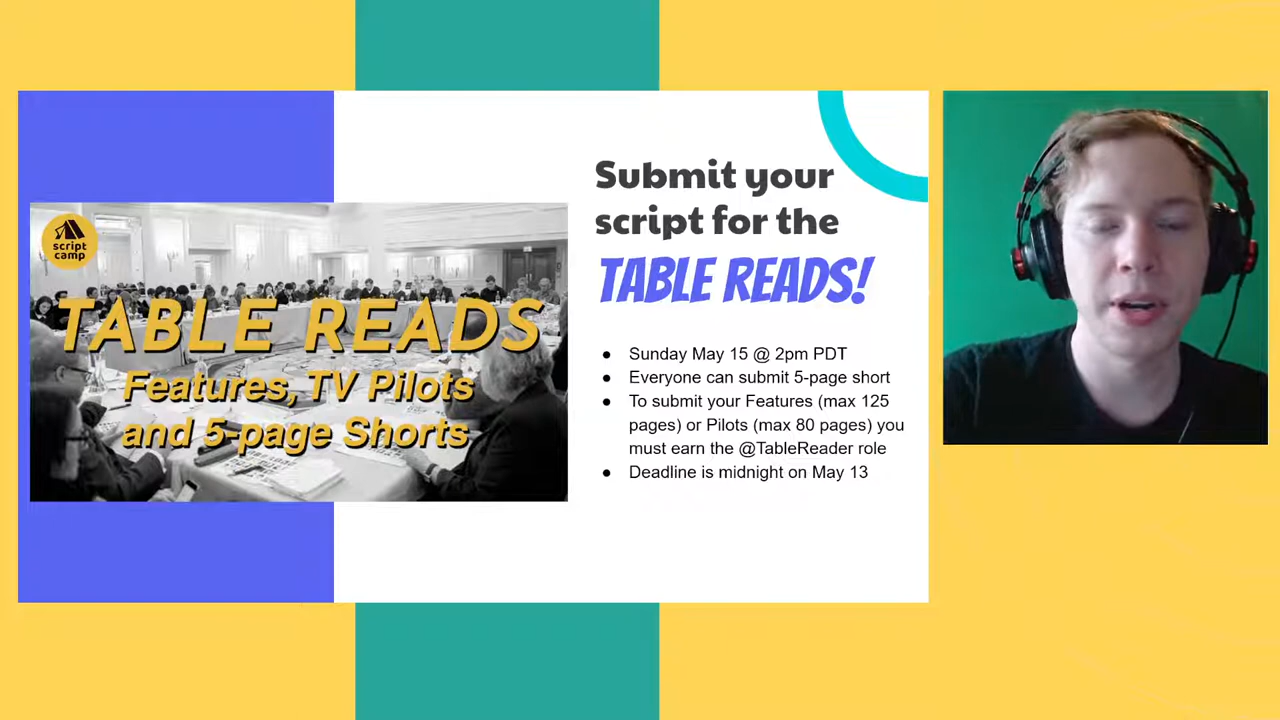 script
camp
TABLE READS
Features, TV Pilots
and 5-page Shorts
Submit your
script for the
TABLE READS!
● Sunday May 15 @ 2pm PDT
● Everyone can submit 5-page short
● To submit your Features (max 125
pages) or Pilots (max 80 pages) you
must earn the @TableReader role
● Deadline is midnight on May 13